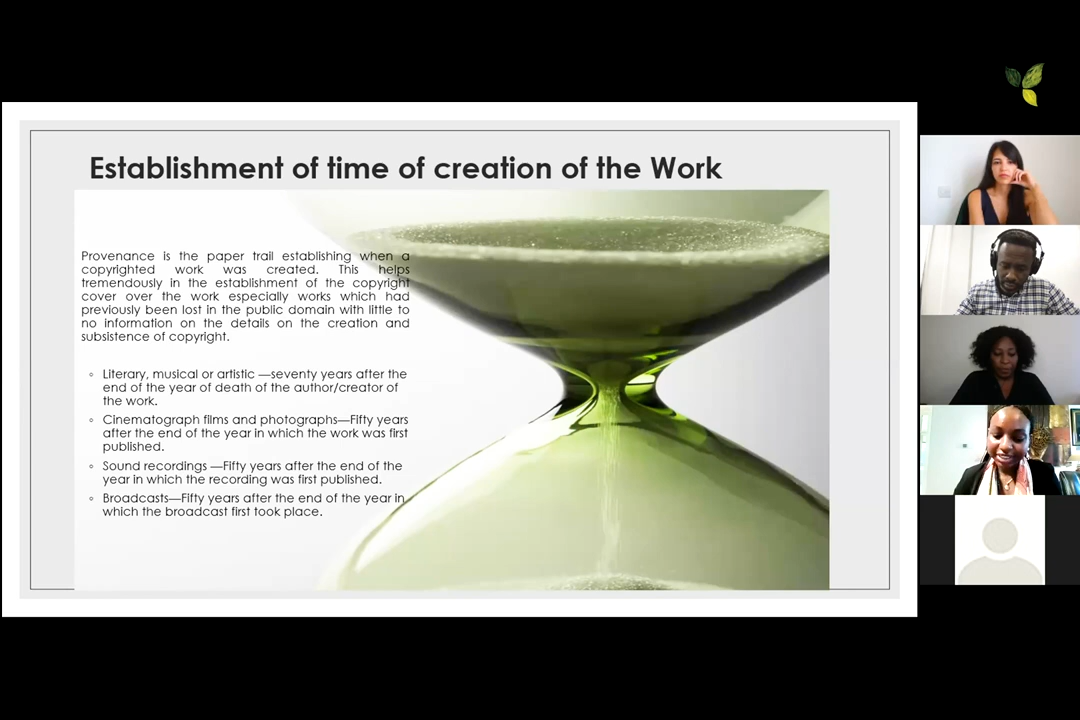 Establishment of time of creation of the Work
Provenance is the paper trail establishing when a
copyrighted work was created. This helps
tremendously in the establishment of the copyright
cover over the work especially works which had
previously been lost in the public domain with little to
no information on the details on the creation and
subsistence of copyright.
◦ Literary, musical or artistic —seventy years after the
end of the year of death of the author/creator of
the work.
◦ Cinematograph films and photographs—Fifty years
after the end of the year in which the work was first
published.
◦ Sound recordings —Fifty years after the end of the
year in which the recording was first published.
◦ Broadcasts—Fifty years after the end of the year in
which the broadcast first took place.